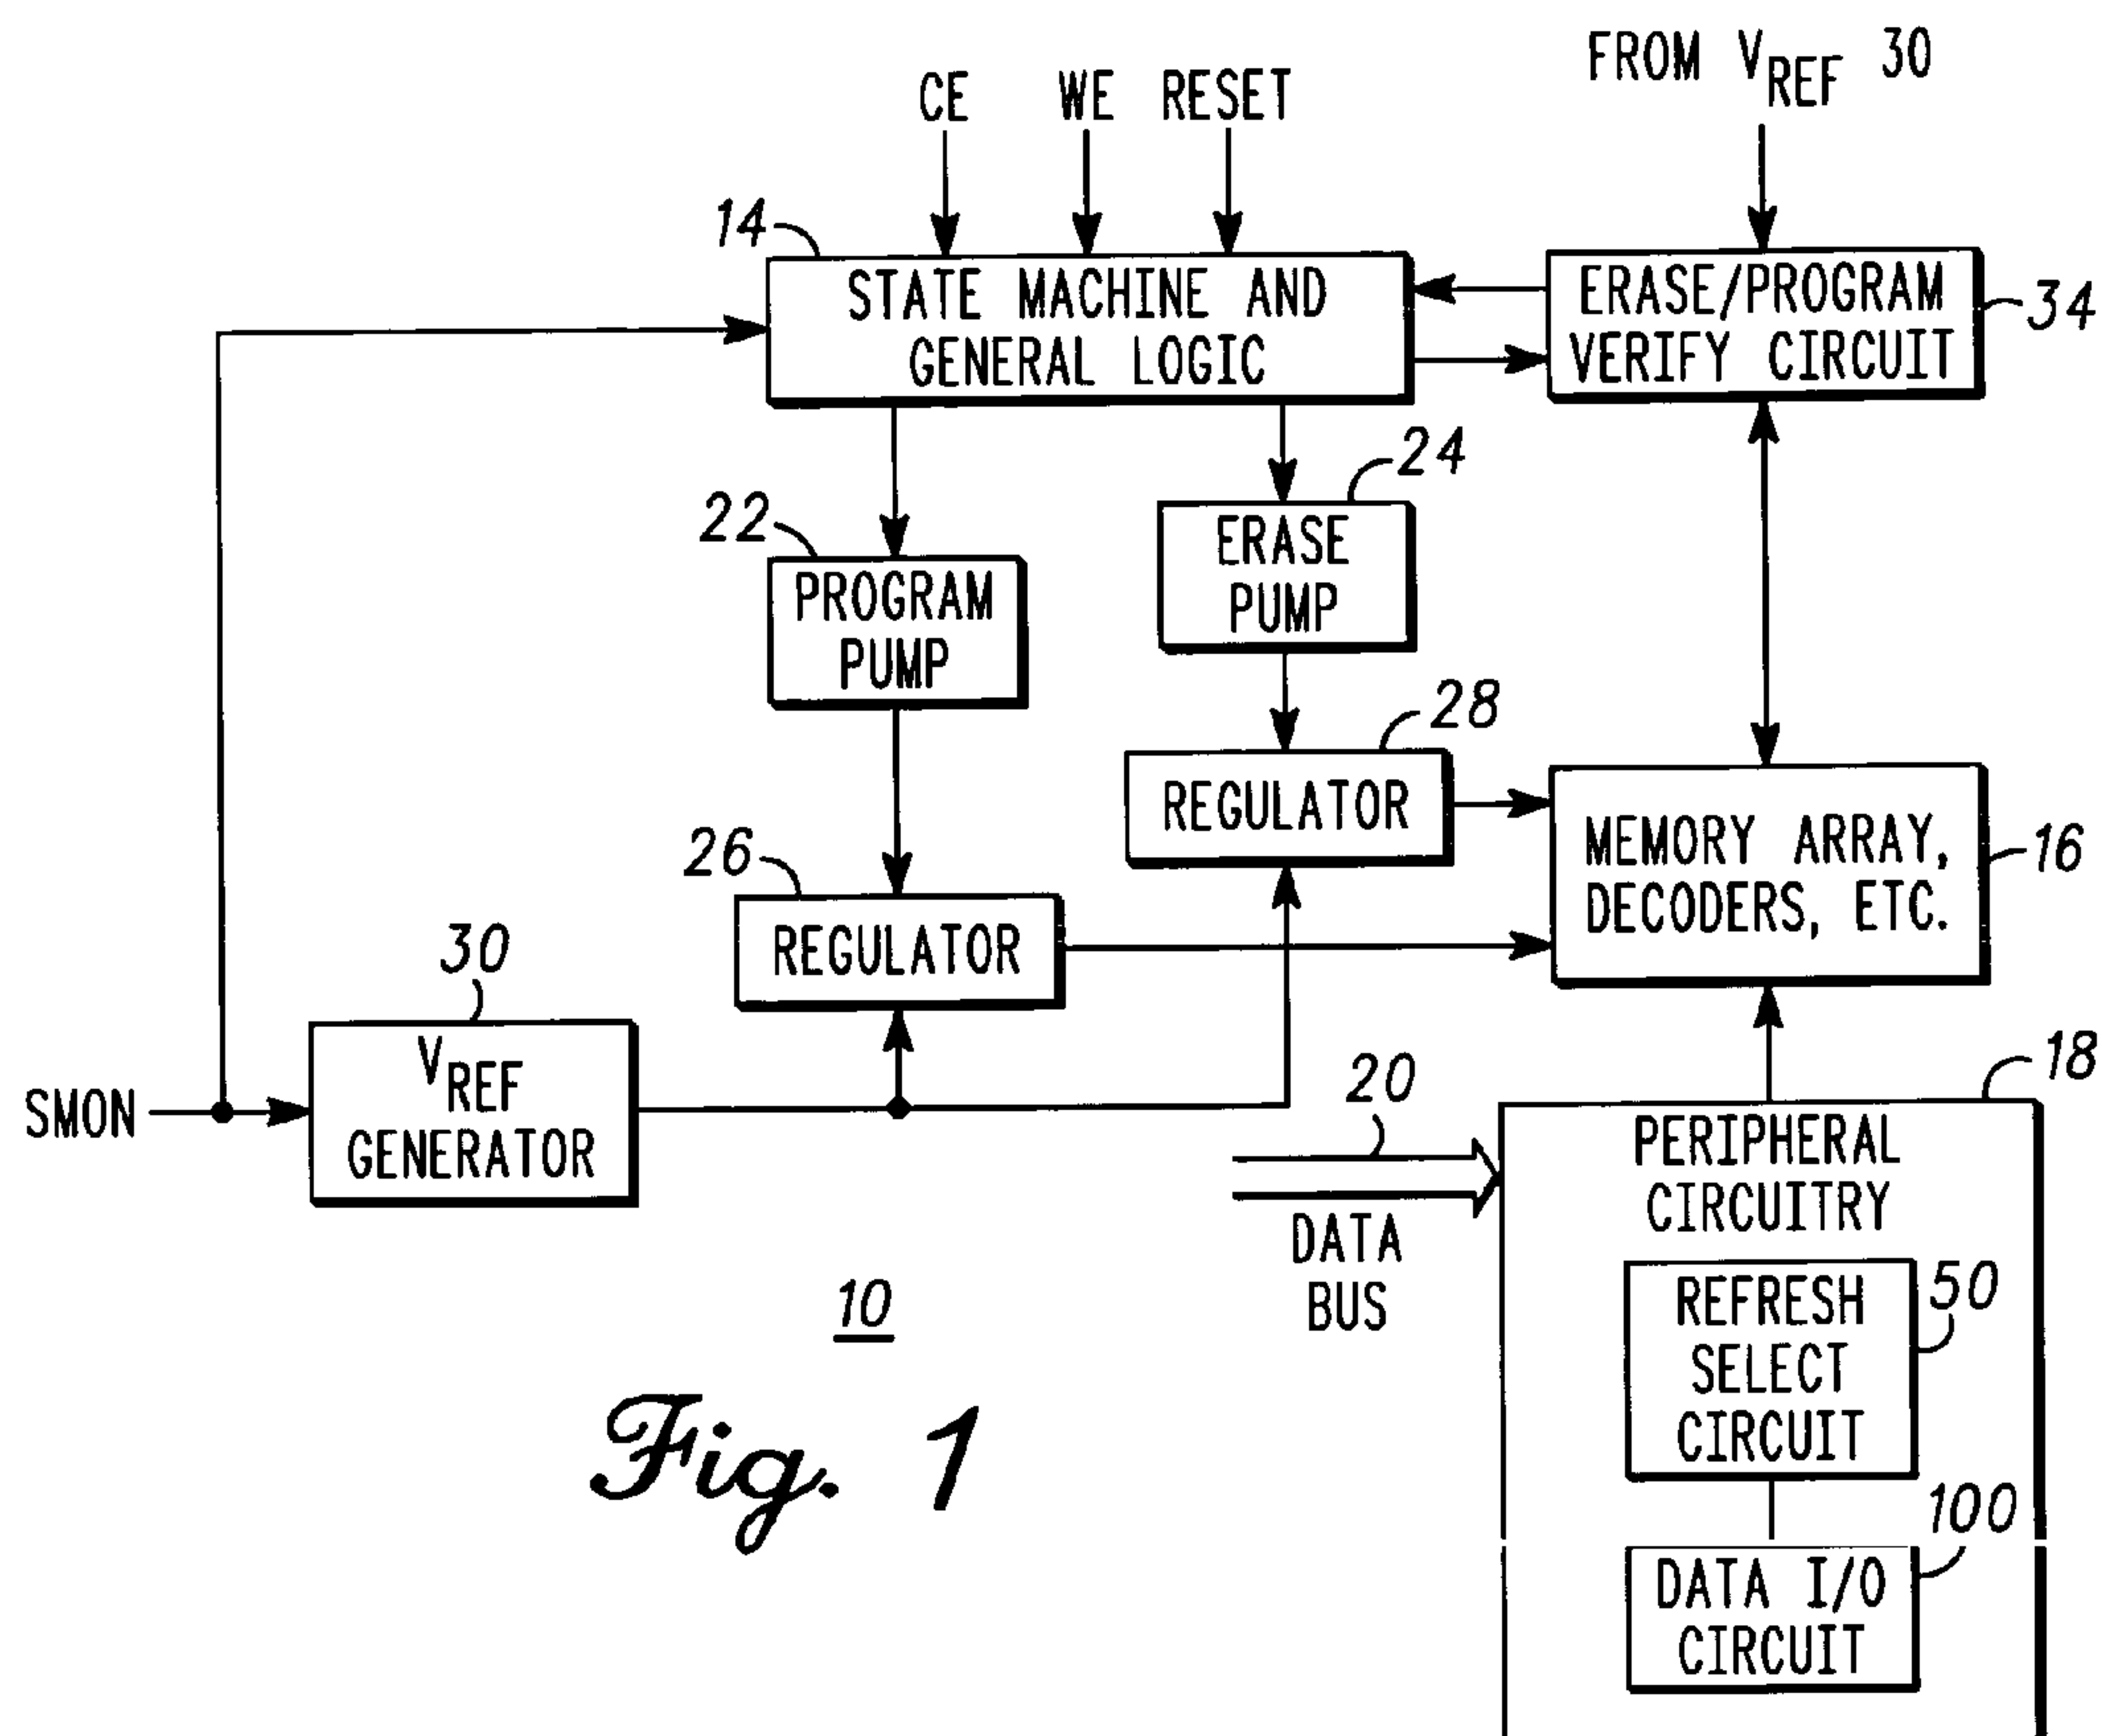 FROM VREF 30
CE WE RESET
14
STATE MACHINE AND
GENERAL LOGIC
ERASE/PROGRAM
VERIFY CIRCUIT
34
24
22
ERASE
PUMP
PROGRAM
PUMP
28
REGULATOR
26
MEMORY ARRAY,
DECODERS, ETC.
16
REGULATOR
30
VREF
GENERATOR
SMON
20
18
DATA
BUS
PERIPHERAL
CIRCUITRY
REFRESH
SELECT
CIRCUIT
50
100
DATA I/O
CIRCUIT
10
Fig. 1